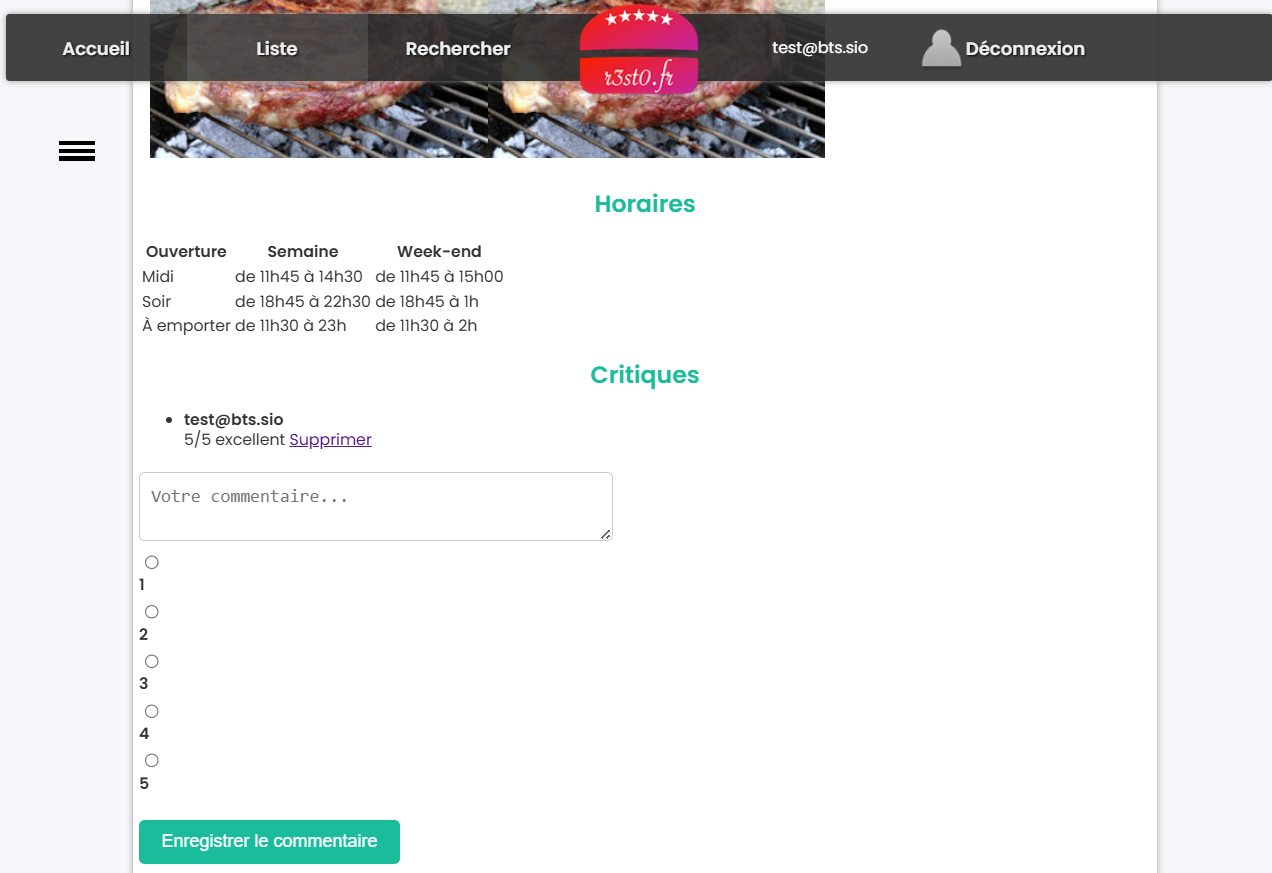 Accueil Liste Rechercher r3st0.fr test@bts.sio Déconnexion
Horaires
Ouverture Semaine Week-end
Midi de 11h45 à 14h30 de 11h45 à 15h00
Soir de 18h45 à 22h30 de 18h45 à 1h
À emporter de 11h30 à 23h de 11h30 à 2h
Critiques
test@bts.sio
5/5 excellent Supprimer
Votre commentaire...
1
2
3
4
5
Enregistrer le commentaire